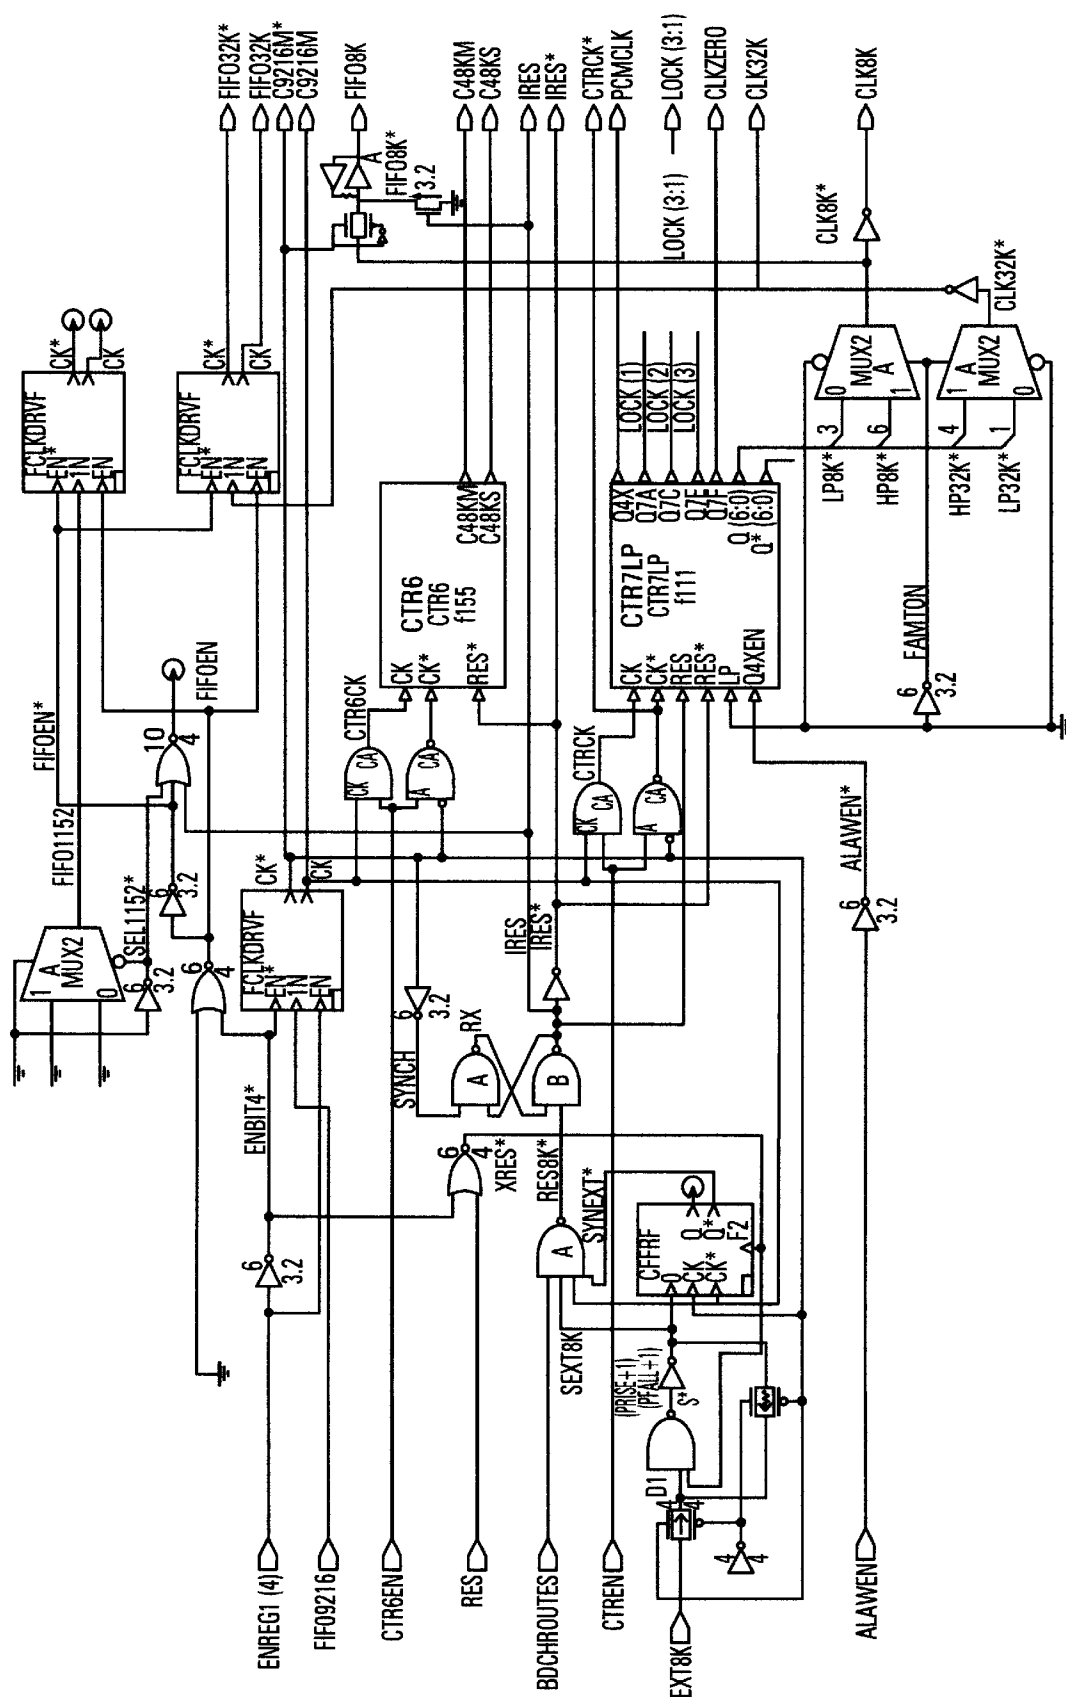 FIFO32K*
FIFO32K
C9216M*
C9216M
FIFO8K
C48KM
C48KS
IRES
IRES*
CTRCK*
PCMCLK
LOCK (3:1)
CLKZERO
CLK32K
CLK8K
A
FIFO8K*
3.2
LOCK (3:1)
CLK8K*
CLK32K*
CK*
CK
FCLKDRVF
EN*
1N
EN
CK*
CK
FCLKDRVF
EN*
1N
EN
C48KM
C48KS
CTR6
CTR6
f155
CK
CK*
RES*
LOCK (1)
LOCK (2)
LOCK (3)
Q4X
Q7A
Q7C
Q7E
Q7F
Q (6:0)
Q* (6:0)
CTR7LP
CTR7LP
f111
CK
CK*
RES
RES*
LP
Q4XEN
MUX2
A
0
1
MUX2
A
1
0
3
6
4
1
LP8K*
HP8K*
HP32K*
LP32K*
FAMTON
6
3.2
FIFOEN*
FIFO1152
SEL1152*
10
4
FIFOEN
6
3.2
6
3.2
MUX2
A
1
0
6
4
CTR6CK
CK
CA
A
CA
CTRCK
CK
CA
A
CA
CK*
CK
FCLKDRVF
EN*
1N
EN
ALAWEN*
6
3.2
IRES
IRES*
6
3.2
SYNCH
RX
A
B
ENBIT4*
6
3.2
6
4
XRES*
RES8K*
SYNEXT*
A
SEXT8K
CFFRF
D
CK
CK*
Q
Q*
F2
(PRISE+1)
(PFALL+1)
S*
D1
4
4
4
4
ENREG1 (4)
FIFO9216
CTR6EN
RES
BDCHROUTES
CTREN
EXT8K
ALAWEN